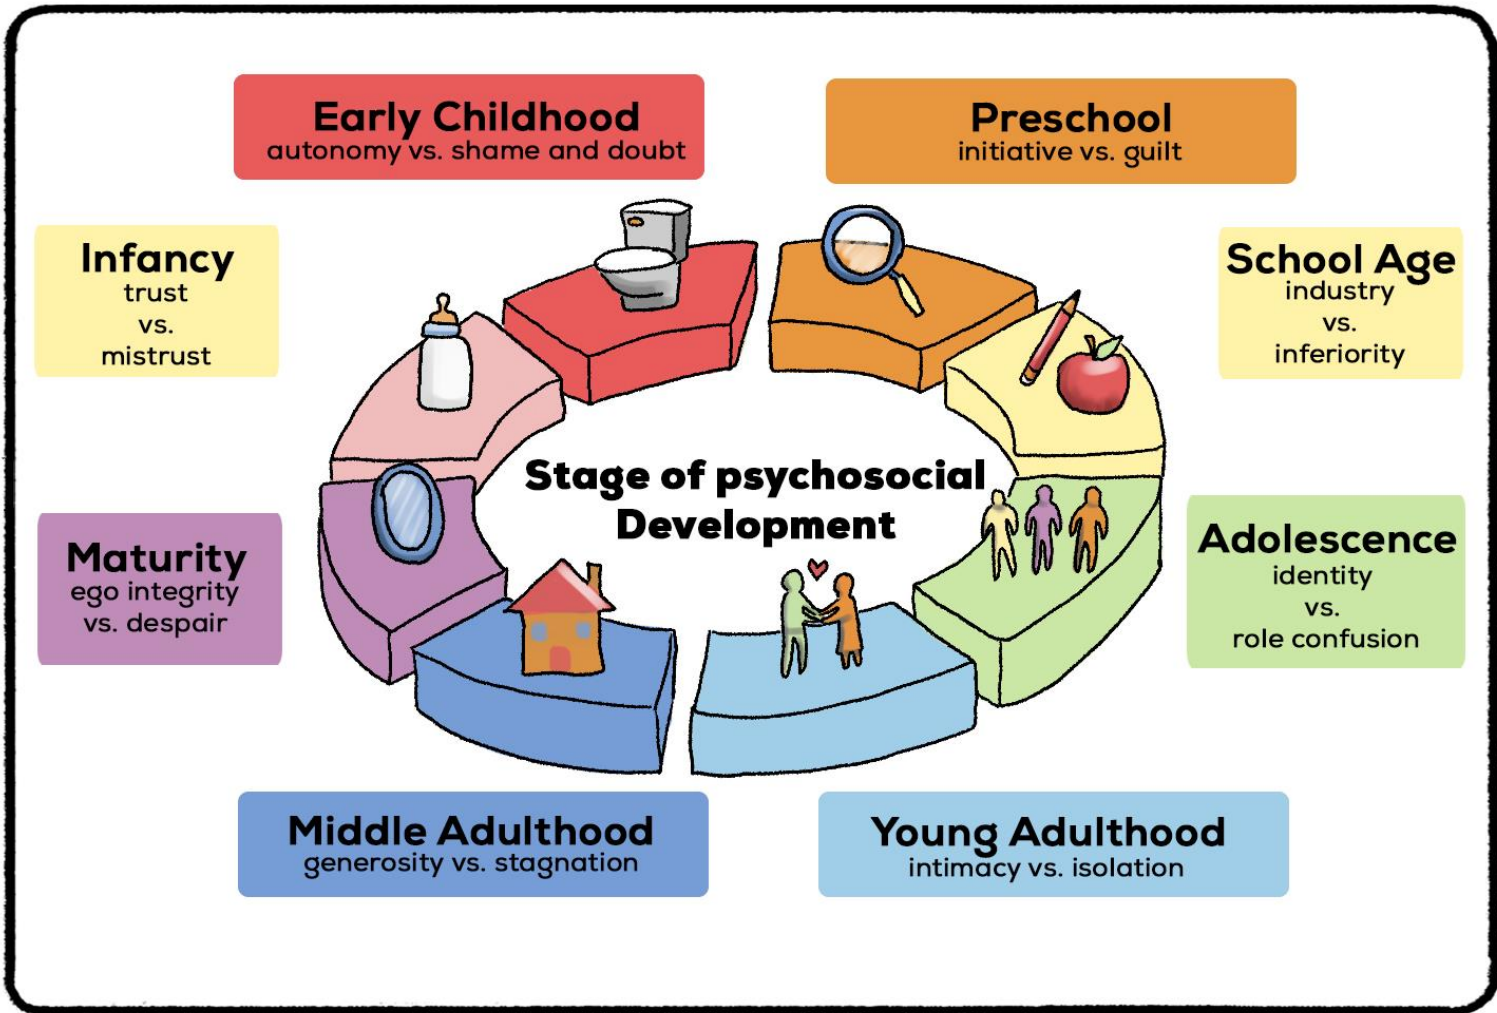 Early Childhood
autonomy vs. shame and doubt
Preschool
initiative vs. guilt
Infancy
trust
vs.
mistrust
School Age
industry
vs.
inferiority
Stage of psychosocial
Development
Maturity
ego integrity
vs. despair
Adolescence
identity
vs.
role confusion
Middle Adulthood
generosity vs. stagnation
Young Adulthood
intimacy vs. isolation